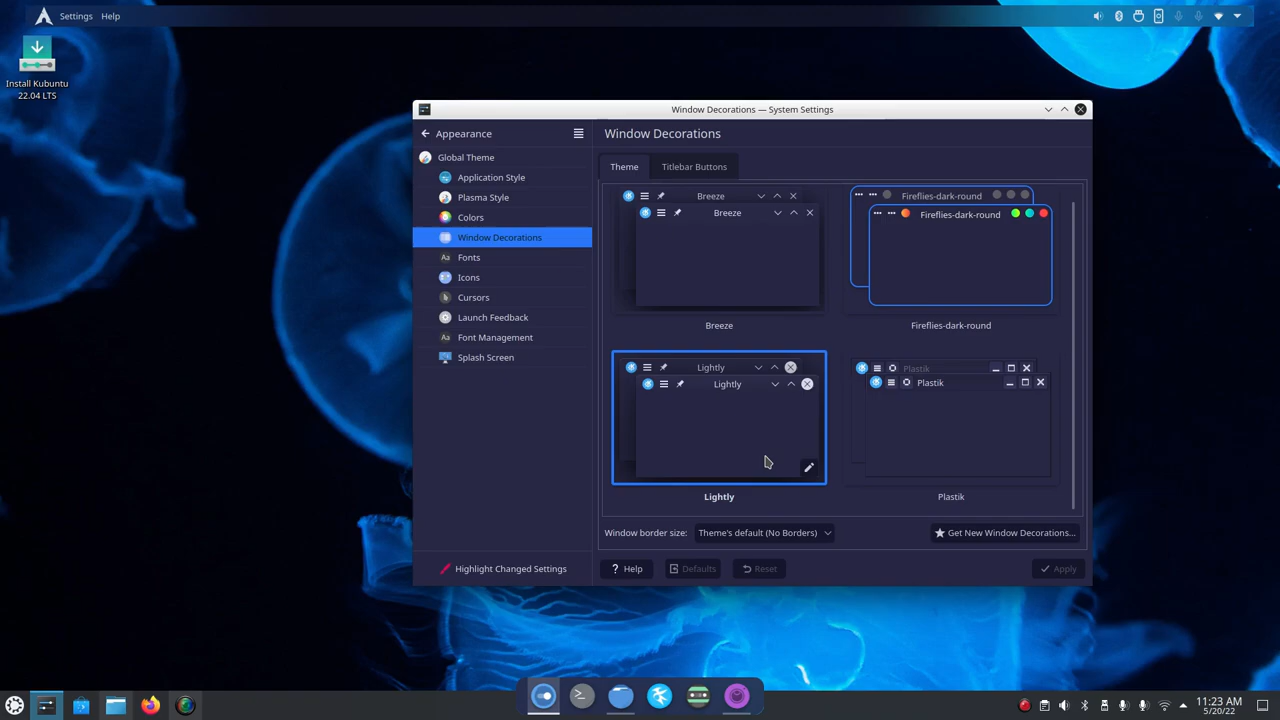 Settings Help
Install Kubuntu
22.04 LTS
Window Decorations — System Settings
Appearance
Window Decorations
Global Theme
Application Style
Plasma Style
Colors
Window Decorations
Fonts
Icons
Cursors
Launch Feedback
Font Management
Splash Screen
Highlight Changed Settings
Theme Titlebar Buttons
Breeze
Breeze
Breeze
Fireflies-dark-round
Fireflies-dark-round
Fireflies-dark-round
Lightly
Lightly
Lightly
Plastik
Plastik
Plastik
Window border size: Theme's default (No Borders) Get New Window Decorations...
? Help Defaults Reset Apply
11:23 AM
5/20/22